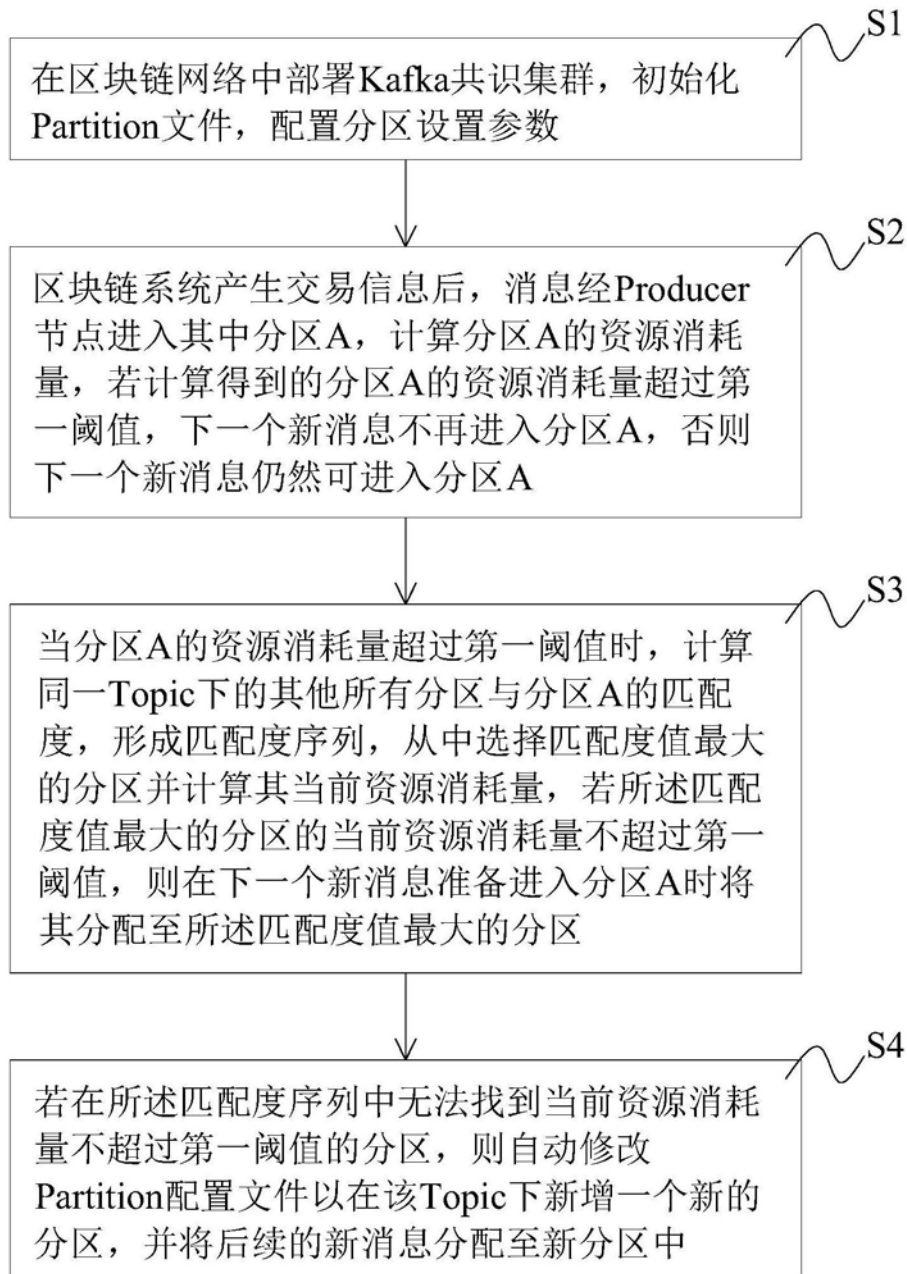 S1
在区块链网络中部署Kafka共识集群，初始化
Partition文件，配置分区设置参数
S2
区块链系统产生交易信息后，消息经Producer
节点进入其中分区A，计算分区A的资源消耗
量，若计算得到的分区A的资源消耗量超过第
一阈值，下一个新消息不再进入分区A，否则
下一个新消息仍然可进入分区A
S3
当分区A的资源消耗量超过第一阈值时，计算
同一Topic下的其他所有分区与分区A的匹配
度，形成匹配度序列，从中选择匹配度值最大
的分区并计算其当前资源消耗量，若所述匹配
度值最大的分区的当前资源消耗量不超过第一
阈值，则在下一个新消息准备进入分区A时将
其分配至所述匹配度值最大的分区
S4
若在所述匹配度序列中无法找到当前资源消耗
量不超过第一阈值的分区，则自动修改
Partition配置文件以在该Topic下新增一个新的
分区，并将后续的新消息分配至新分区中